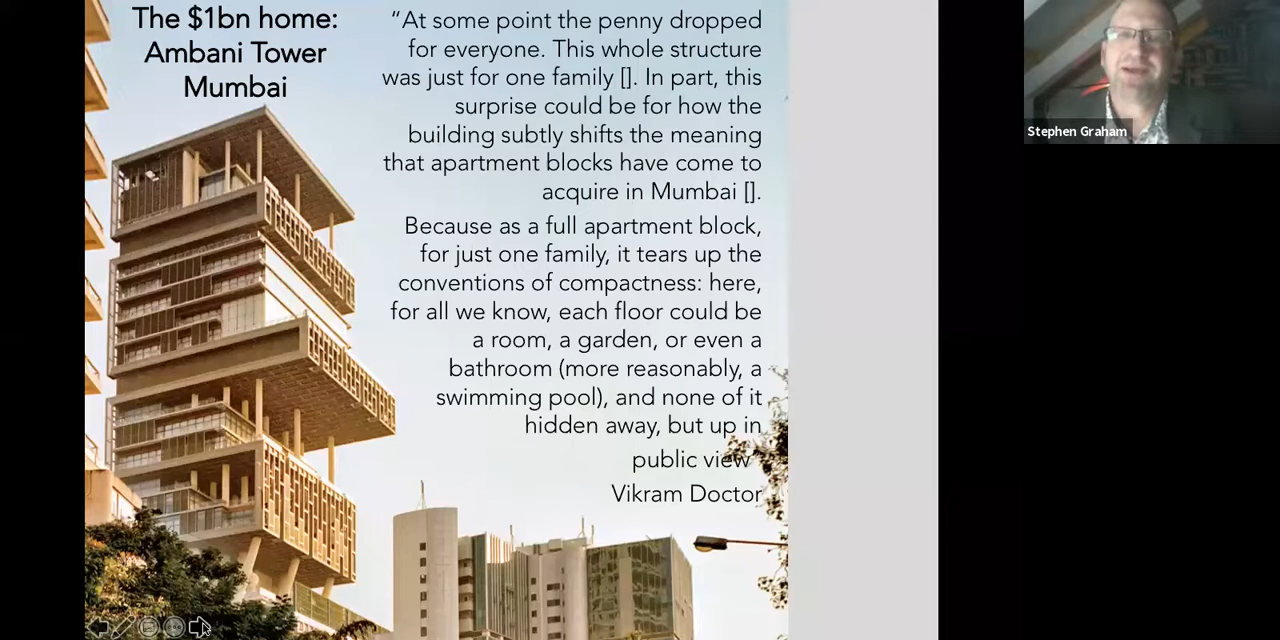 The $1bn home:
Ambani Tower
Mumbai
“At some point the penny dropped
for everyone. This whole structure
was just for one family []. In part, this
surprise could be for how the
building subtly shifts the meaning
that apartment blocks have come to
acquire in Mumbai [].
Because as a full apartment block,
for just one family, it tears up the
conventions of compactness: here,
for all we know, each floor could be
a room, a garden, or even a
bathroom (more reasonably, a
swimming pool), and none of it
hidden away, but up in
public view”
Vikram Doctor
Stephen Graham